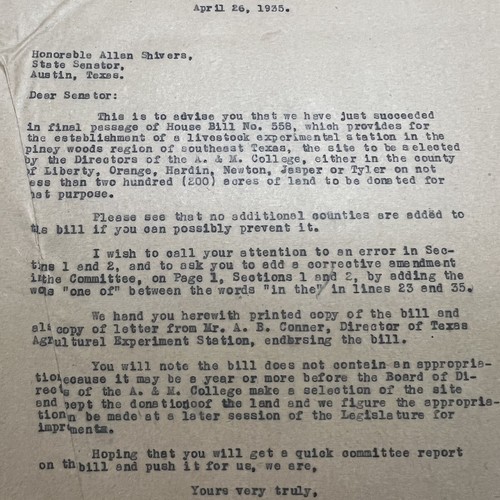 April 26, 1935.
Honorable Allen Shivers,
State Senator,
Austin, Texas.
Dear Senator:
This is to advise you that we have just succeeded
in final passage of House Bill No. 558, which provides for
the establishment of a livestock experimental station in the
piney woods region of southeast Texas, the site to be selected
by the Directors of the A. & M. College, either in the county
of Liberty, Orange, Hardin, Newton, Jasper or Tyler on not
ess than two hundred (200) acres of land to be donated for
hat purpose.
Please see that no additional counties are added to
bill if you can possibly prevent it.
I wish to call your attention to an error in Sec-
1 and 2, and to ask you to add a corrective amendment
Committee, on Page 1, Sections 1 and 2, by adding the
"one of" between the words "in the" in lines 23 and 35.
We hand you herewith printed copy of the bill and
copy of letter from Mr. A. B. Conner, Director of Texas
Experiment Station, endorsing the bill.
You will note the bill does not contain an appropria-
ecause it may be a year or more before the Board of Di-
of the A. & M. College make a selection of the site
and ept the donation of the land and we figure the appropria-
tion n be made at a later session of the Legislature for
Hoping that you will get a quick committee report
on bill and push it for us, we are,
Yours very truly,